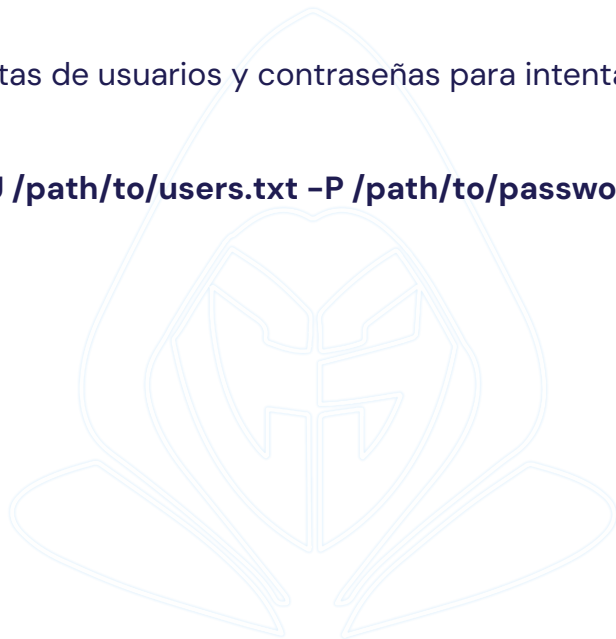 tas de usuarios y contraseñas para intenta
/path/to/users.txt -P /path/to/passwo